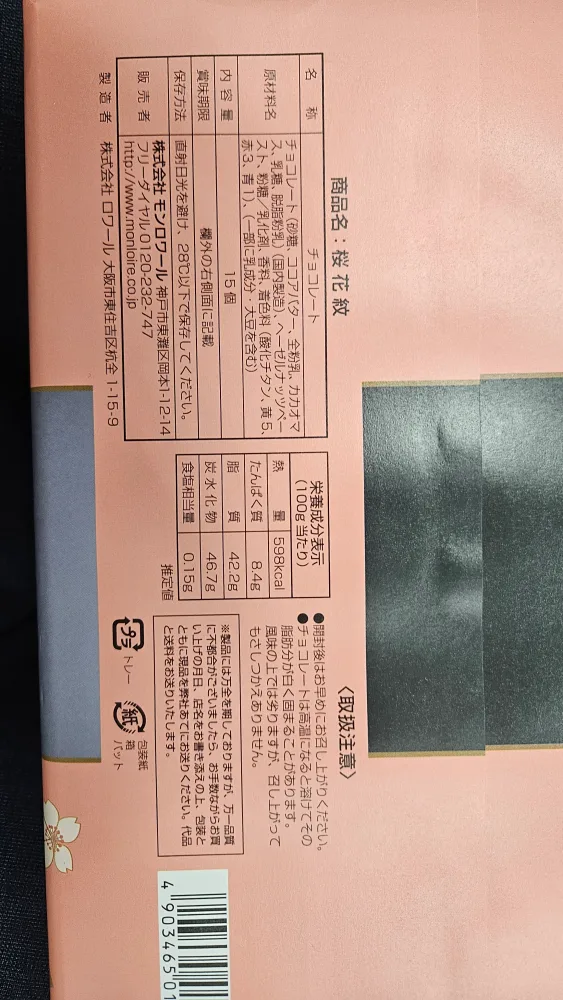 商品名：桜花紋
名　称　チョコレート
原材料名　チョコレート（砂糖、ココアバター、全粉乳、カカオマ
ス、乳糖、脱脂粉乳）（国内製造）、ヘーゼルナッツペー
スト、粉糖／乳化剤、香料、着色料（酸化チタン、黄5、
赤3、青1）、（一部に乳成分・大豆を含む）
内容量　15個
賞味期限　欄外の右側面に記載
保存方法　直射日光を避け、28℃以下で保存してください。
販売者　株式会社 モンロワール 神戸市東灘区岡本1-12-14
フリーダイヤル 0120-232-747
http://www.monloire.co.jp
製造者　株式会社 ロワール 大阪市東住吉区杭全 1-15-9
栄養成分表示
（100g当たり）
熱　量　598kcal
たんぱく質　8.4g
脂　質　42.2g
炭水化物　46.7g
食塩相当量　0.15g
推定値
〈取扱注意〉
●開封後はお早めにお召し上がりください。
●チョコレートは高温になると溶けてその
脂肪分が白く固まることがあります。
風味の上では劣りますが、召し上がって
もさしつかえありません。
※製品には万全を期しておりますが、万一品質
に不都合がございましたら、お手数ながらお買
い上げの月日、店名をお書き添えの上、包装と
ともに現品を弊社あてにお送りください。代品
と送料をお送りいたします。
プラ
トレー
紙
包装紙
箱
パット
4 903465 01